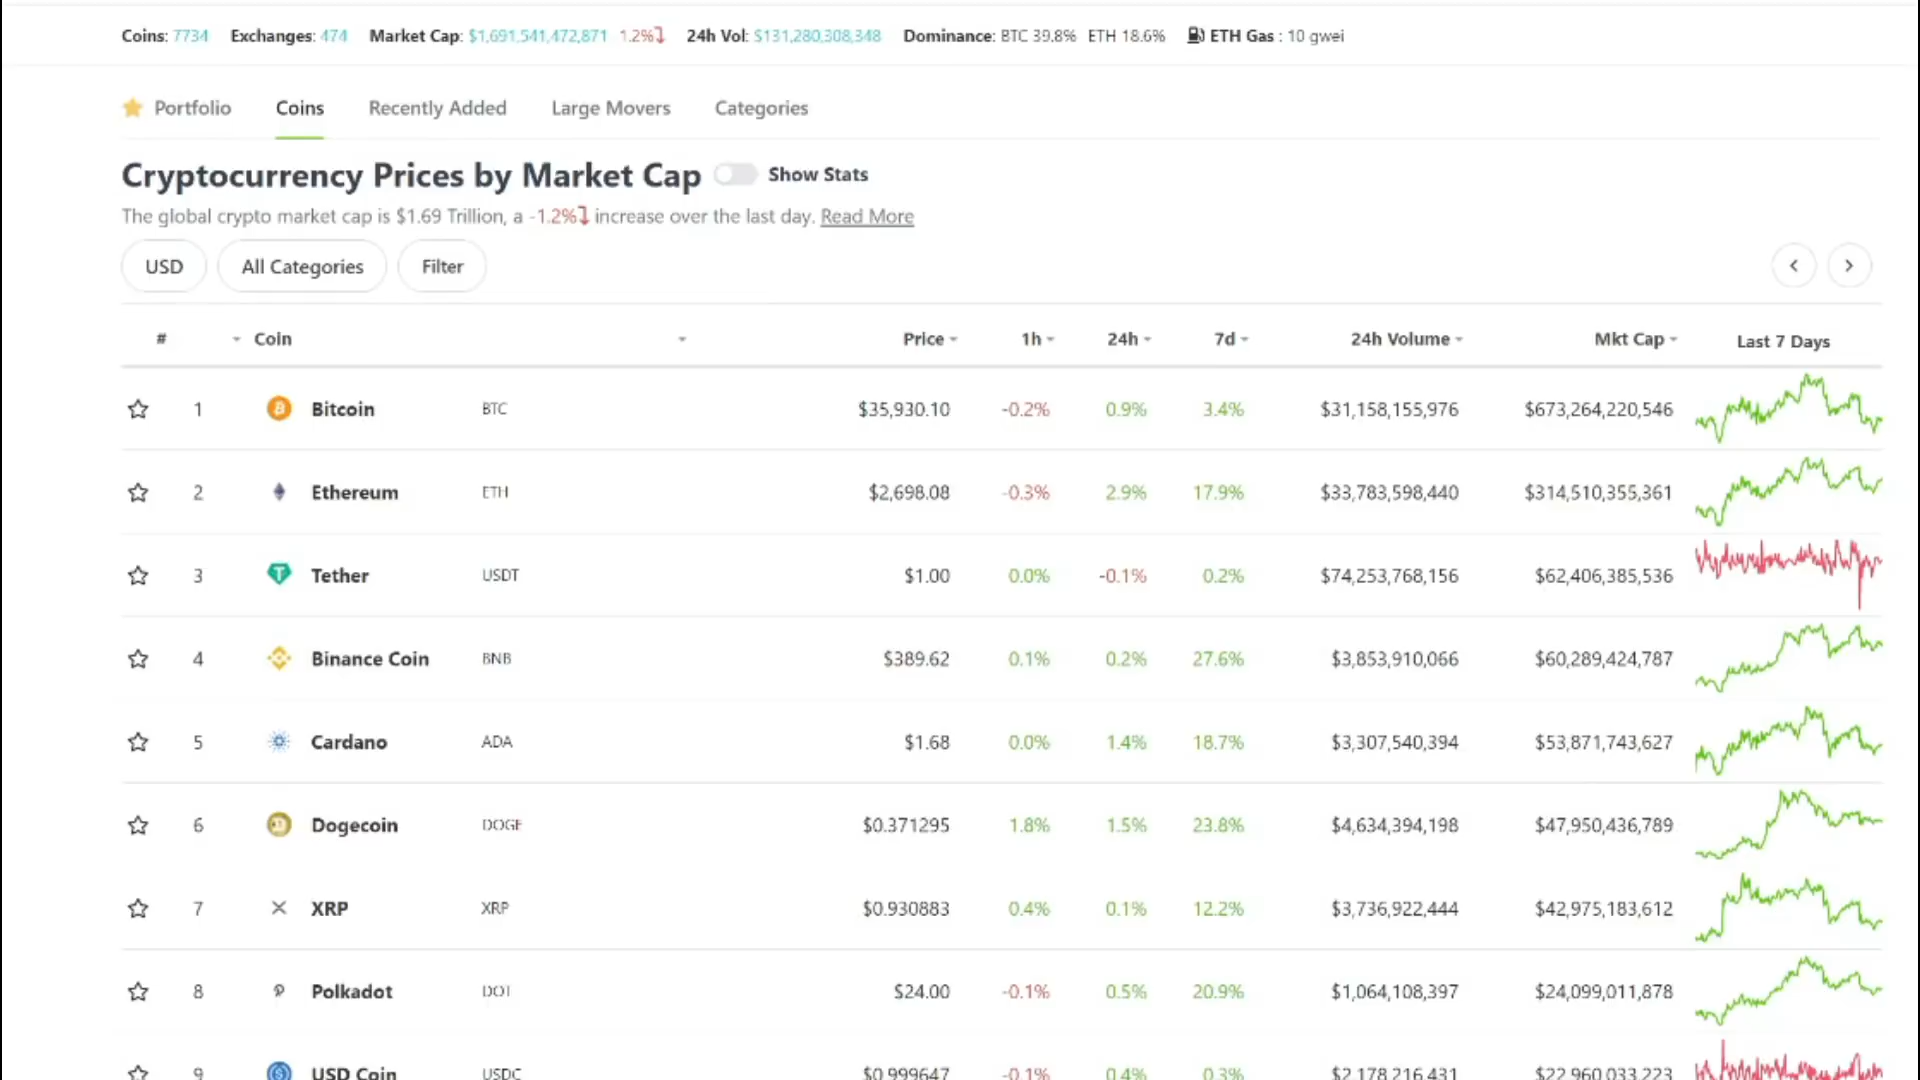 Coins: 7734 Exchanges: 474 Market Cap: $1,691,541,472,871 1.2% 24h Vol: $131,280,308,348 Dominance: BTC 39.8% ETH 18.6% ETH Gas : 10 gwei
Portfolio Coins Recently Added Large Movers Categories
Cryptocurrency Prices by Market Cap Show Stats
The global crypto market cap is $1.69 Trillion, a -1.2% increase over the last day. Read More
USD All Categories Filter
# Coin Price 1h 24h 7d 24h Volume Mkt Cap Last 7 Days
1 Bitcoin BTC $35,930.10 -0.2% 0.9% 3.4% $31,158,155,976 $673,264,220,546
2 Ethereum ETH $2,698.08 -0.3% 2.9% 17.9% $33,783,598,440 $314,510,355,361
3 Tether USDT $1.00 0.0% -0.1% 0.2% $74,253,768,156 $62,406,385,536
4 Binance Coin BNB $389.62 0.1% 0.2% 27.6% $3,853,910,066 $60,289,424,787
5 Cardano ADA $1.68 0.0% 1.4% 18.7% $3,307,540,394 $53,871,743,627
6 Dogecoin DOGE $0.371295 1.8% 1.5% 23.8% $4,634,394,198 $47,950,436,789
7 XRP XRP $0.930883 0.4% 0.1% 12.2% $3,736,922,444 $42,975,183,612
8 Polkadot DOT $24.00 -0.1% 0.5% 20.9% $1,064,108,397 $24,099,011,878
9 USD Coin USDC $0.999647 -0.1% 0.4% 0.3% $2,178,216,431 $22,960,033,223